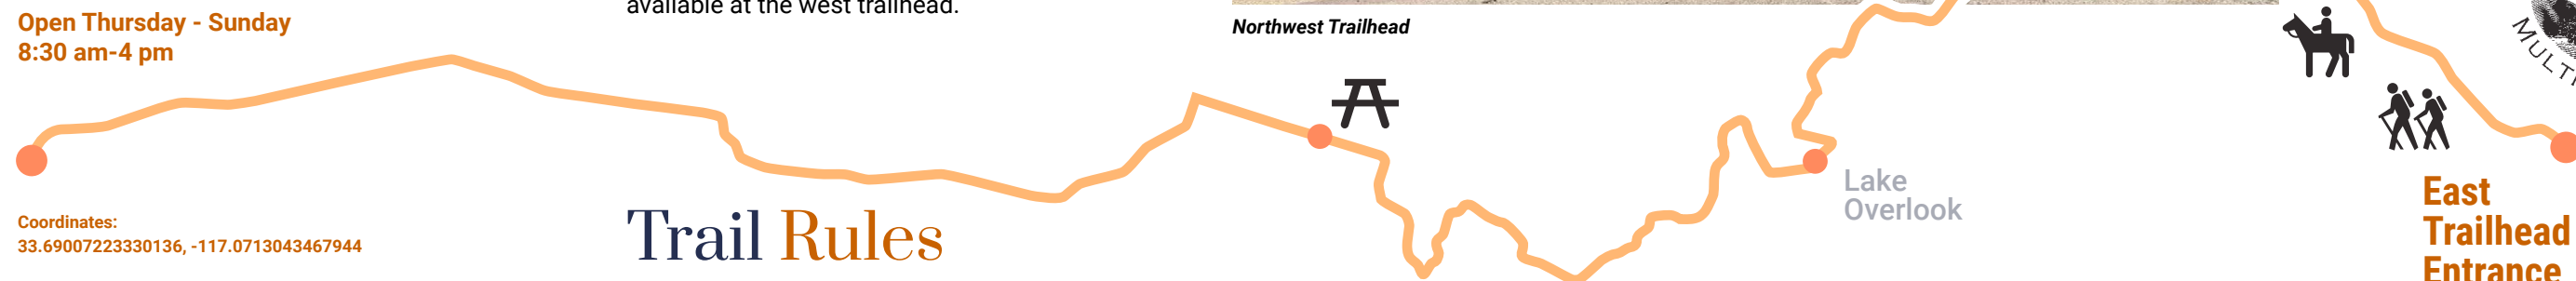 Open Thursday - Sunday
8:30 am-4 pm
Coordinates:
33.69007223330136, -117.0713043467944
available at the west trailhead.
Trail Rules
Northwest Trailhead
Lake
Overlook
East
Trailhead
Entrance